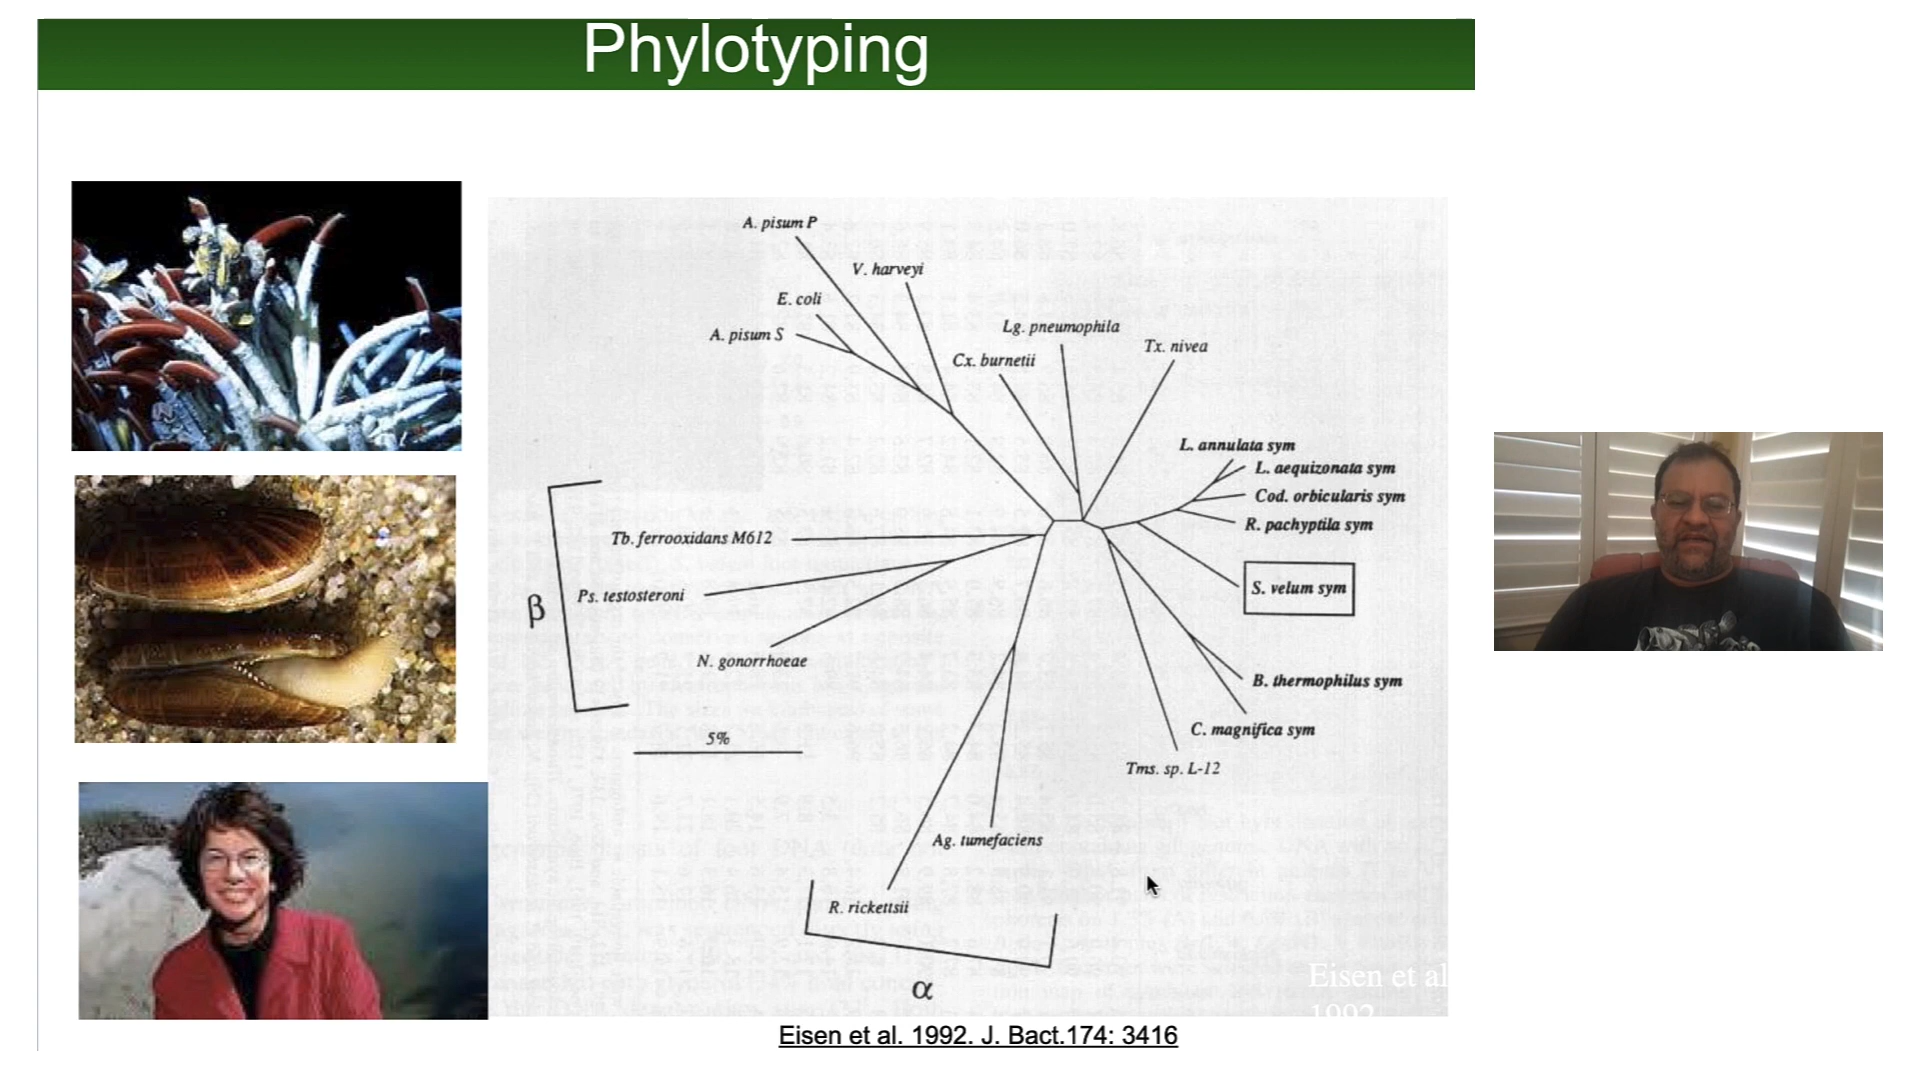 Phylotyping
A. pisum P
V. harveyi
E. coli
A. pisum S
Lg. pneumophila
Cx. burnetii
Tx. nivea
L. annulata sym
L. aequizonata sym
Cod. orbicularis sym
R. pachyptila sym
S. velum sym
B. thermophilus sym
C. magnifica sym
Tms. sp. L-12
Tb. ferrooxidans M612
Ps. testosteroni
β
N. gonorrhoeae
5%
Ag. tumefaciens
R. rickettsii
α
Eisen et al
1992
Eisen et al. 1992. J. Bact.174: 3416